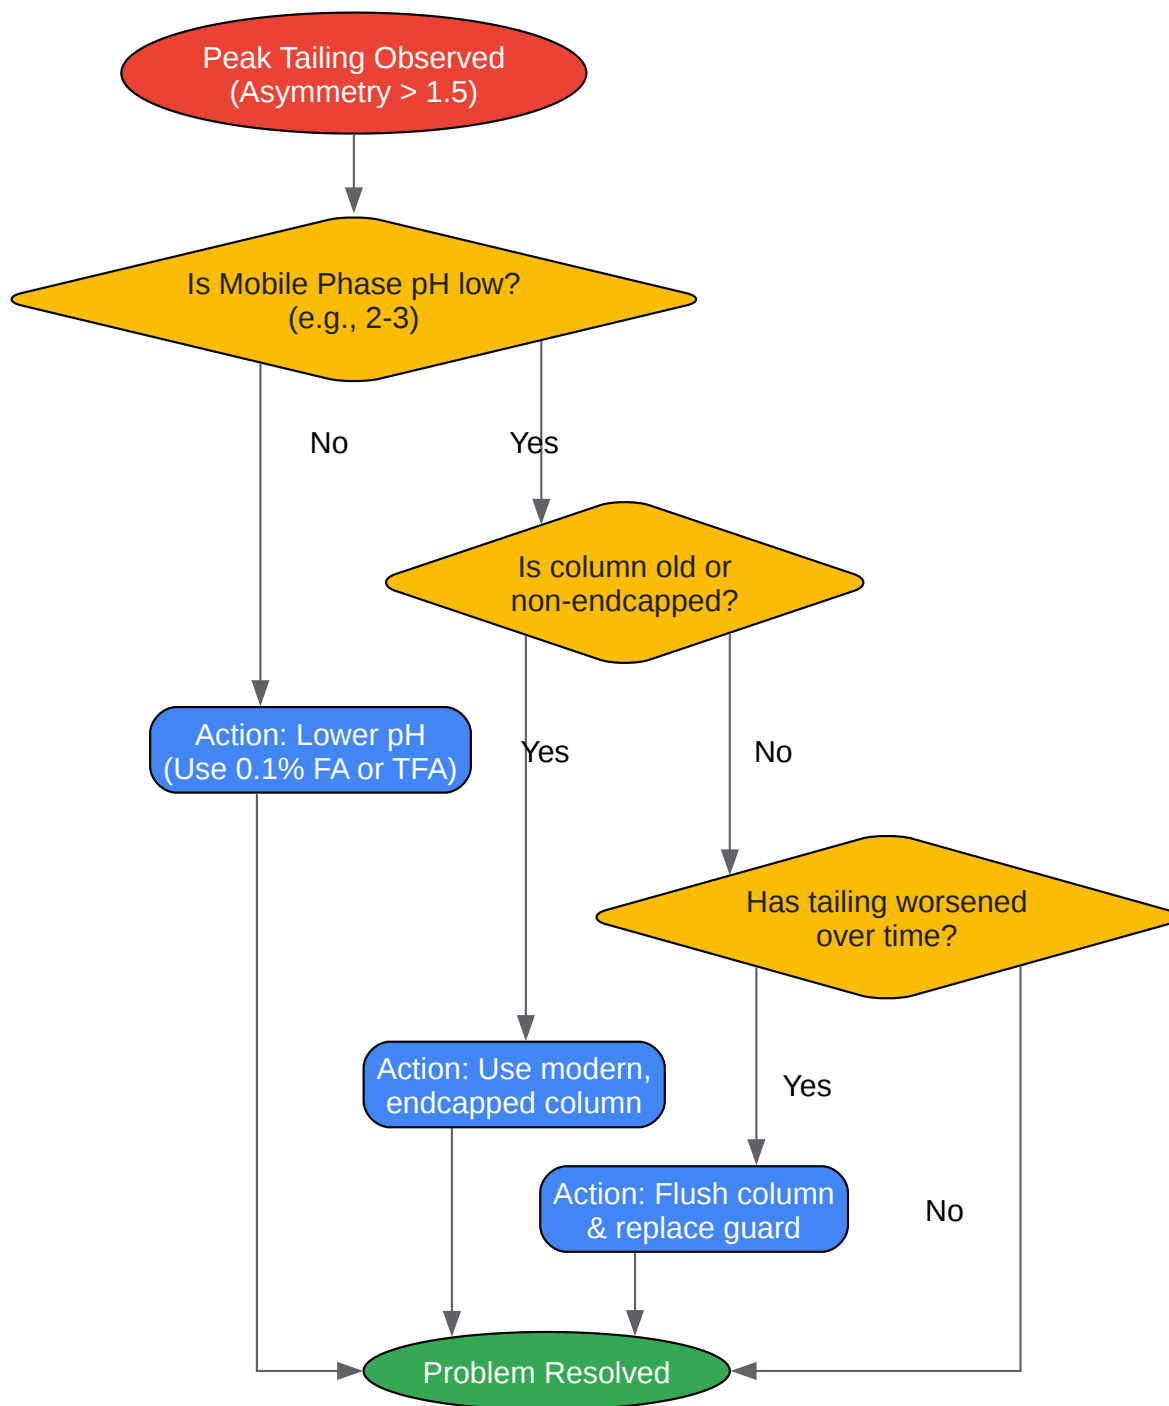 Peak Tailing Observed
(Asymmetry > 1.5)
Is Mobile Phase pH low?
(e.g., 2-3)
No
Yes
Is column old or
non-endcapped?
Action: Lower pH
(Use 0.1% FA or TFA)
Yes
No
Has tailing worsened
over time?
Action: Use modern,
endcapped column
Yes
Action: Flush column
& replace guard
No
Problem Resolved